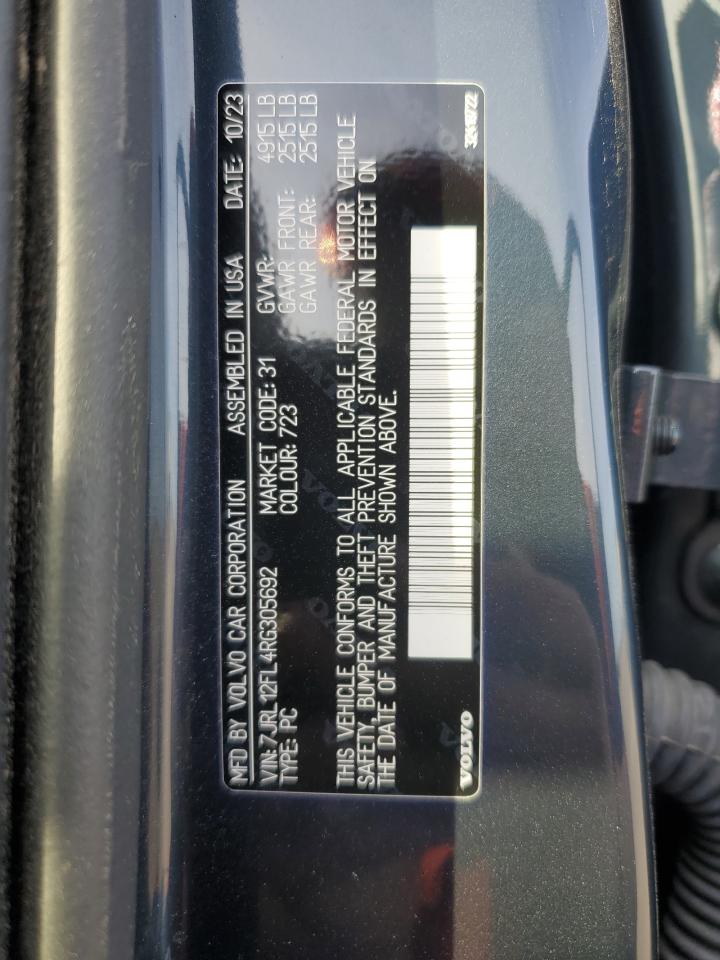 MFD BY VOLVO CAR CORPORATION ASSEMBLED IN USA DATE: 10/23
VIN: 7JRL12FL4RG305692 MARKET CODE: 31 GVWR: 4915 LB
TYPE: PC COLOUR: 723 GAWR FRONT: 2515 LB
GAWR REAR: 2515 LB
THIS VEHICLE CONFORMS TO ALL APPLICABLE FEDERAL MOTOR VEHICLE
SAFETY, BUMPER AND THEFT PREVENTION STANDARDS IN EFFECT ON
THE DATE OF MANUFACTURE SHOWN ABOVE.
VOLVO